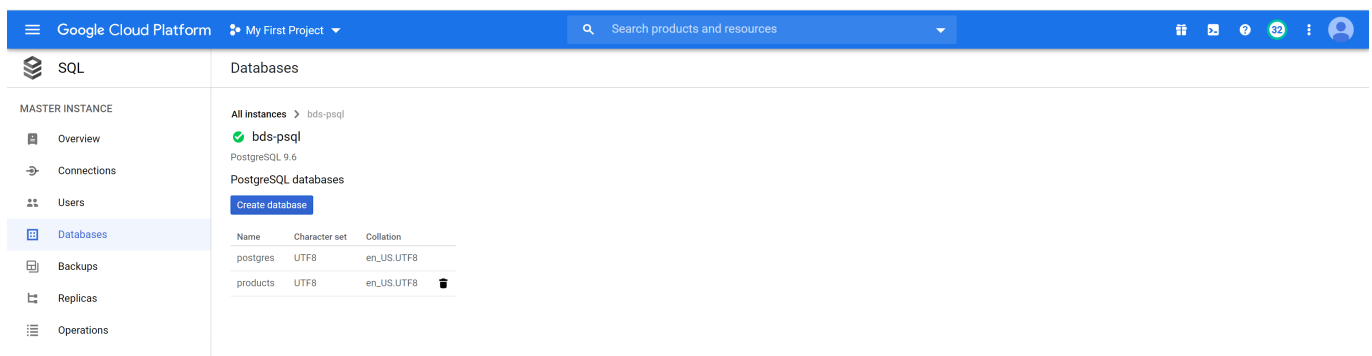 Google Cloud Platform My First Project Search products and resources 32
SQL
MASTER INSTANCE
Overview
Connections
Users
Databases
Backups
Replicas
Operations
Databases
All instances > bds-psql
bds-psql
PostgreSQL 9.6
PostgreSQL databases
Create database
Name Character set Collation
postgres UTF8 en_US.UTF8
products UTF8 en_US.UTF8